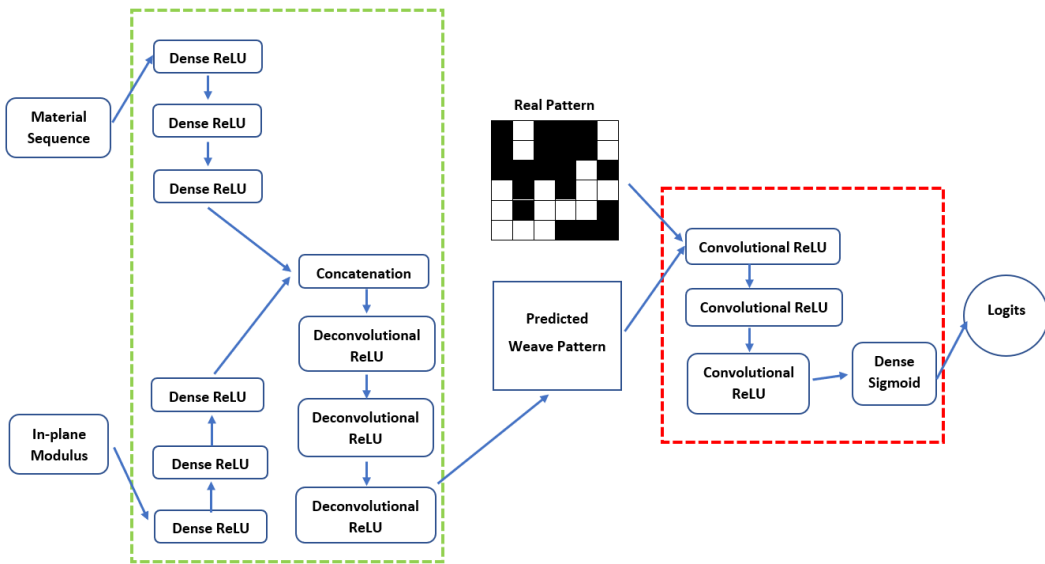 Material
Sequence
Dense ReLU
Dense ReLU
Dense ReLU
In-plane
Modulus
Dense ReLU
Dense ReLU
Dense ReLU
Concatenation
Deconvolutional
ReLU
Deconvolutional
ReLU
Deconvolutional
ReLU
Real Pattern
Predicted
Weave Pattern
Convolutional ReLU
Convolutional ReLU
Convolutional
ReLU
Dense
Sigmoid
Logits